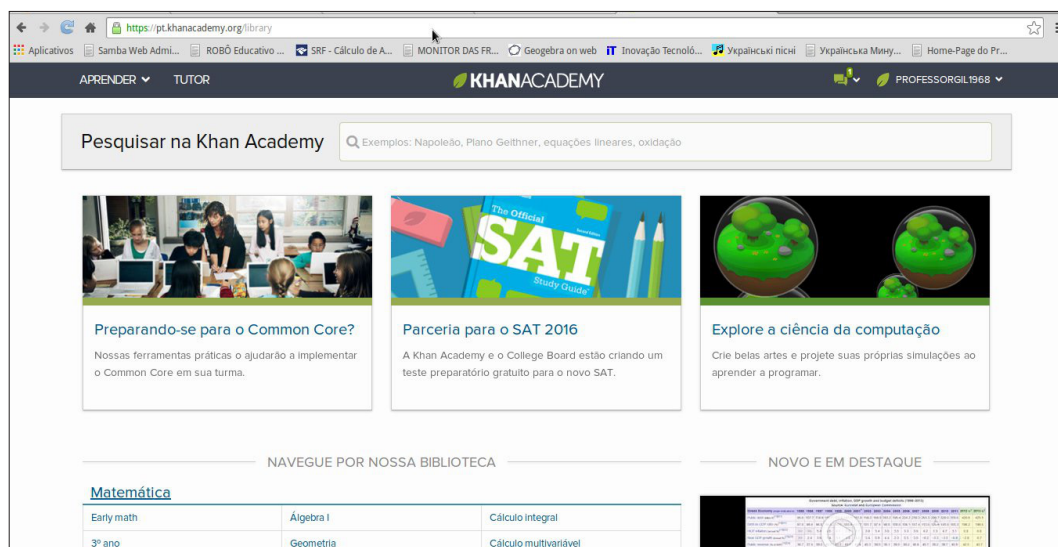 https://pt.khanacademy.org/library
Aplicativos Samba Web Admi... ROBÔ Educativo ... SRF - Cálculo de A... MONITOR DAS FR... Geogebra on web iT Inovação Tecnoló... Українські пісні Українська Мину... Home-Page do Pr...
APRENDER TUTOR KHANACADEMY 1 PROFESSORGIL1968
Pesquisar na Khan Academy Exemplos: Napoleão, Plano Geithner, equações lineares, oxidação
The Official
SAT
Study Guide
Preparando-se para o Common Core?
Nossas ferramentas práticas o ajudarão a implementar
o Common Core em sua turma.
Parceria para o SAT 2016
A Khan Academy e o College Board estão criando um
teste preparatório gratuito para o novo SAT.
Explore a ciência da computação
Crie belas artes e projete suas próprias simulações ao
aprender a programar.
NAVEGUE POR NOSSA BIBLIOTECA
NOVO E EM DESTAQUE
Matemática
Early math Álgebra I Cálculo integral
3º ano Geometria Cálculo multivariável